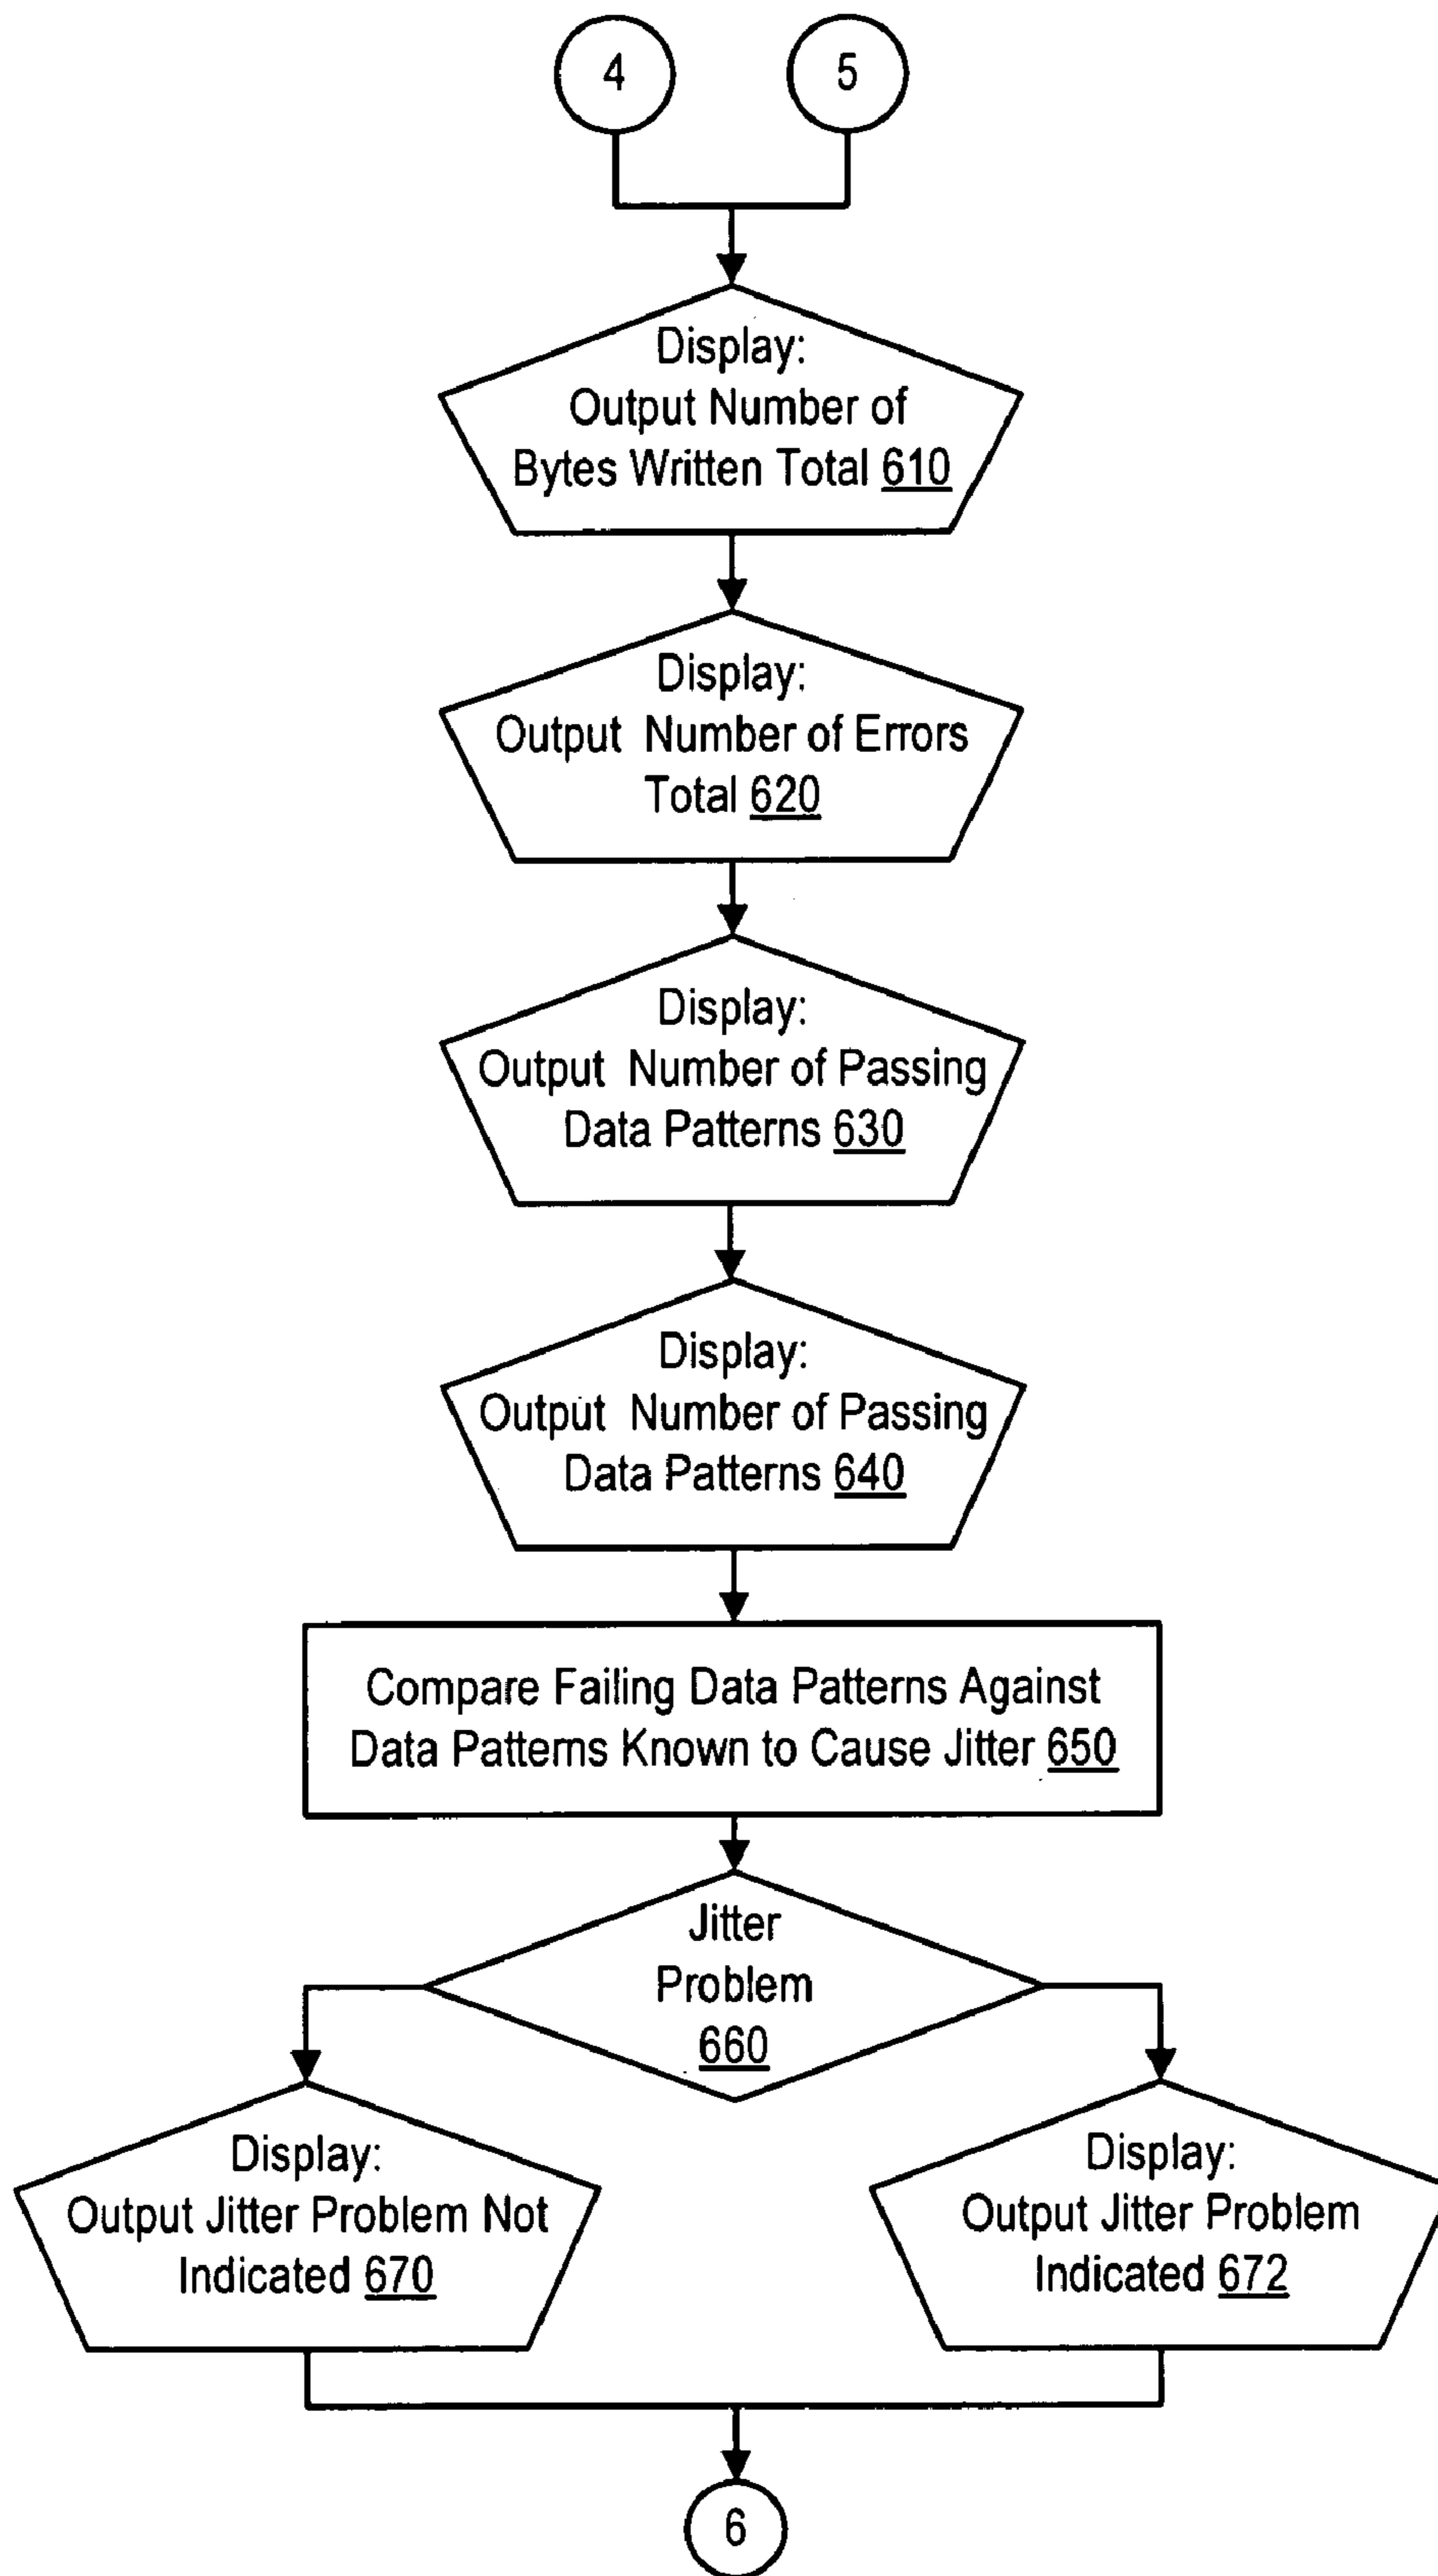 4
5
Display:
Output Number of
Bytes Written Total 610
Display:
Output Number of Errors
Total 620
Display:
Output Number of Passing
Data Patterns 630
Display:
Output Number of Passing
Data Patterns 640
Compare Failing Data Patterns Against
Data Patterns Known to Cause Jitter 650
Jitter
Problem
660
Display:
Output Jitter Problem Not
Indicated 670
Display:
Output Jitter Problem
Indicated 672
6